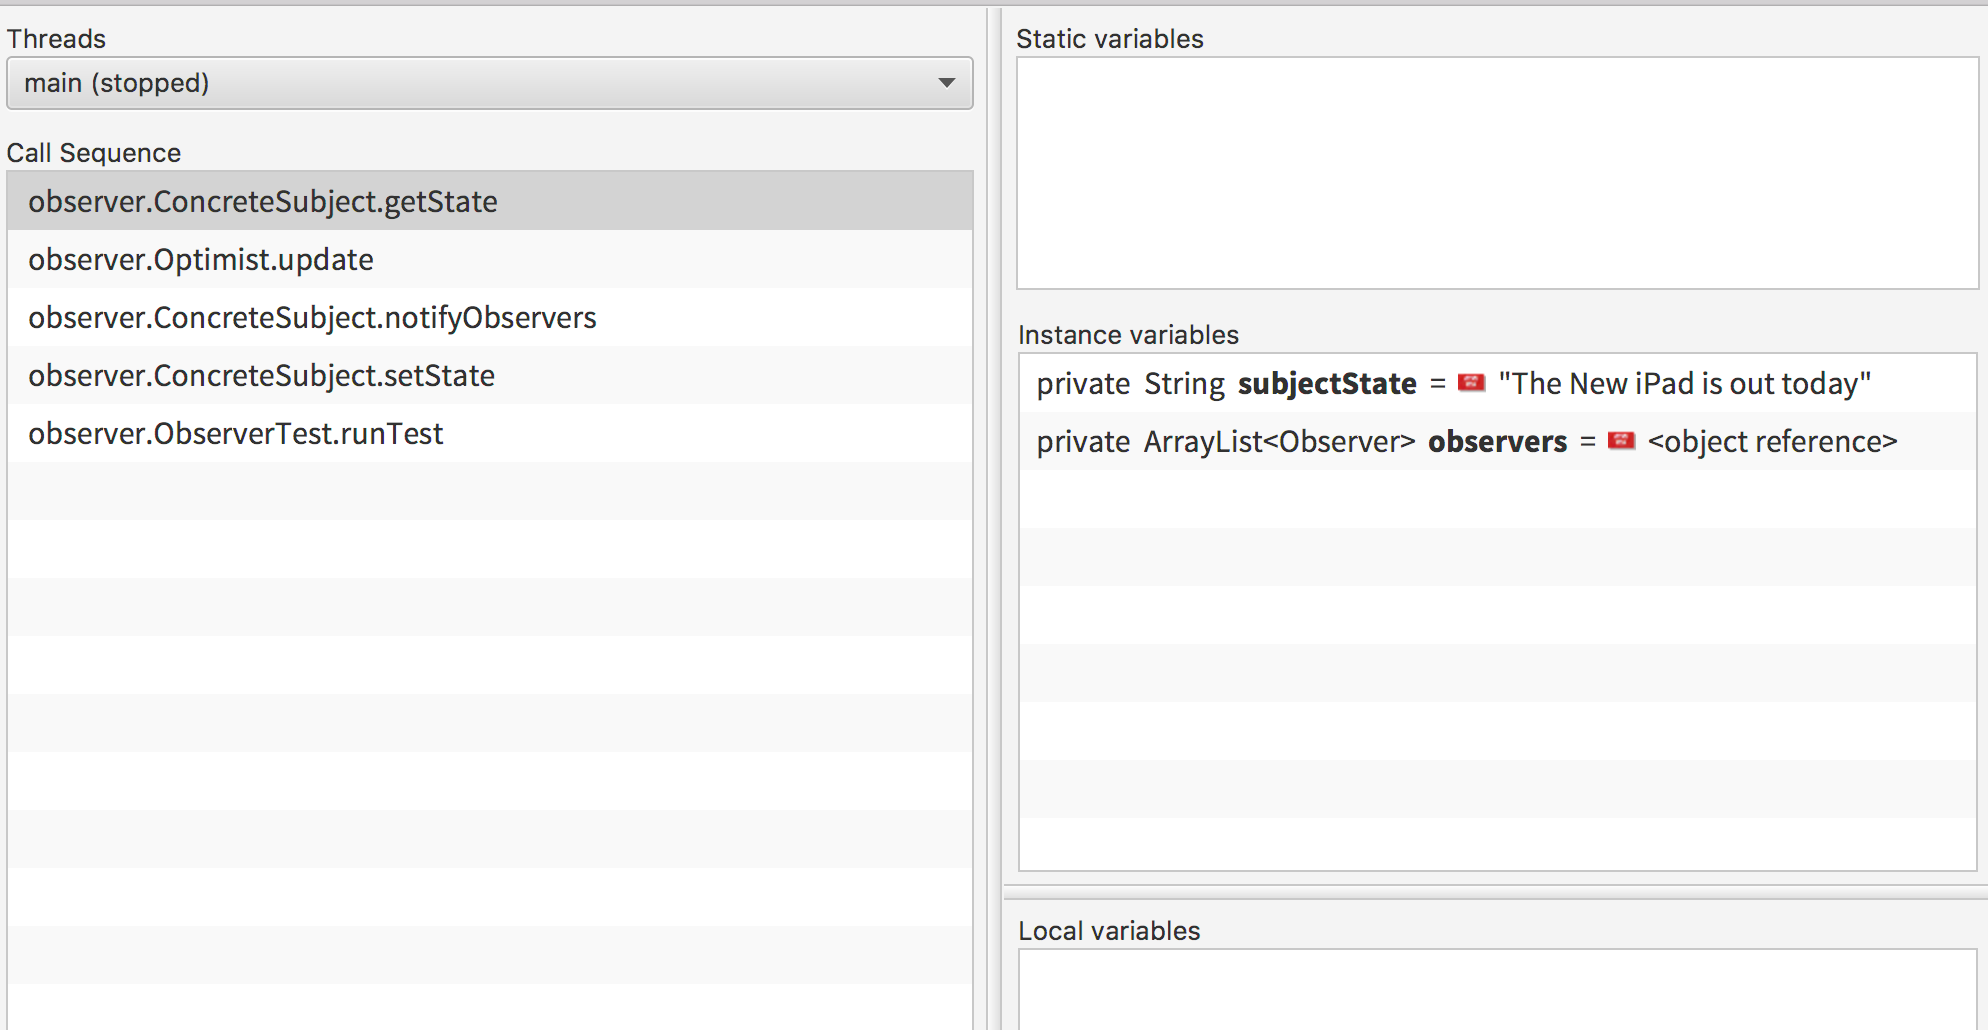 Threads
main (stopped)
Call Sequence
observer.ConcreteSubject.getState
observer.Optimist.update
observer.ConcreteSubject.notifyObservers
observer.ConcreteSubject.setState
observer.ObserverTest.runTest
Static variables
Instance variables
private String subjectState = "The New iPad is out today"
private ArrayList<Observer> observers = <object reference>
Local variables